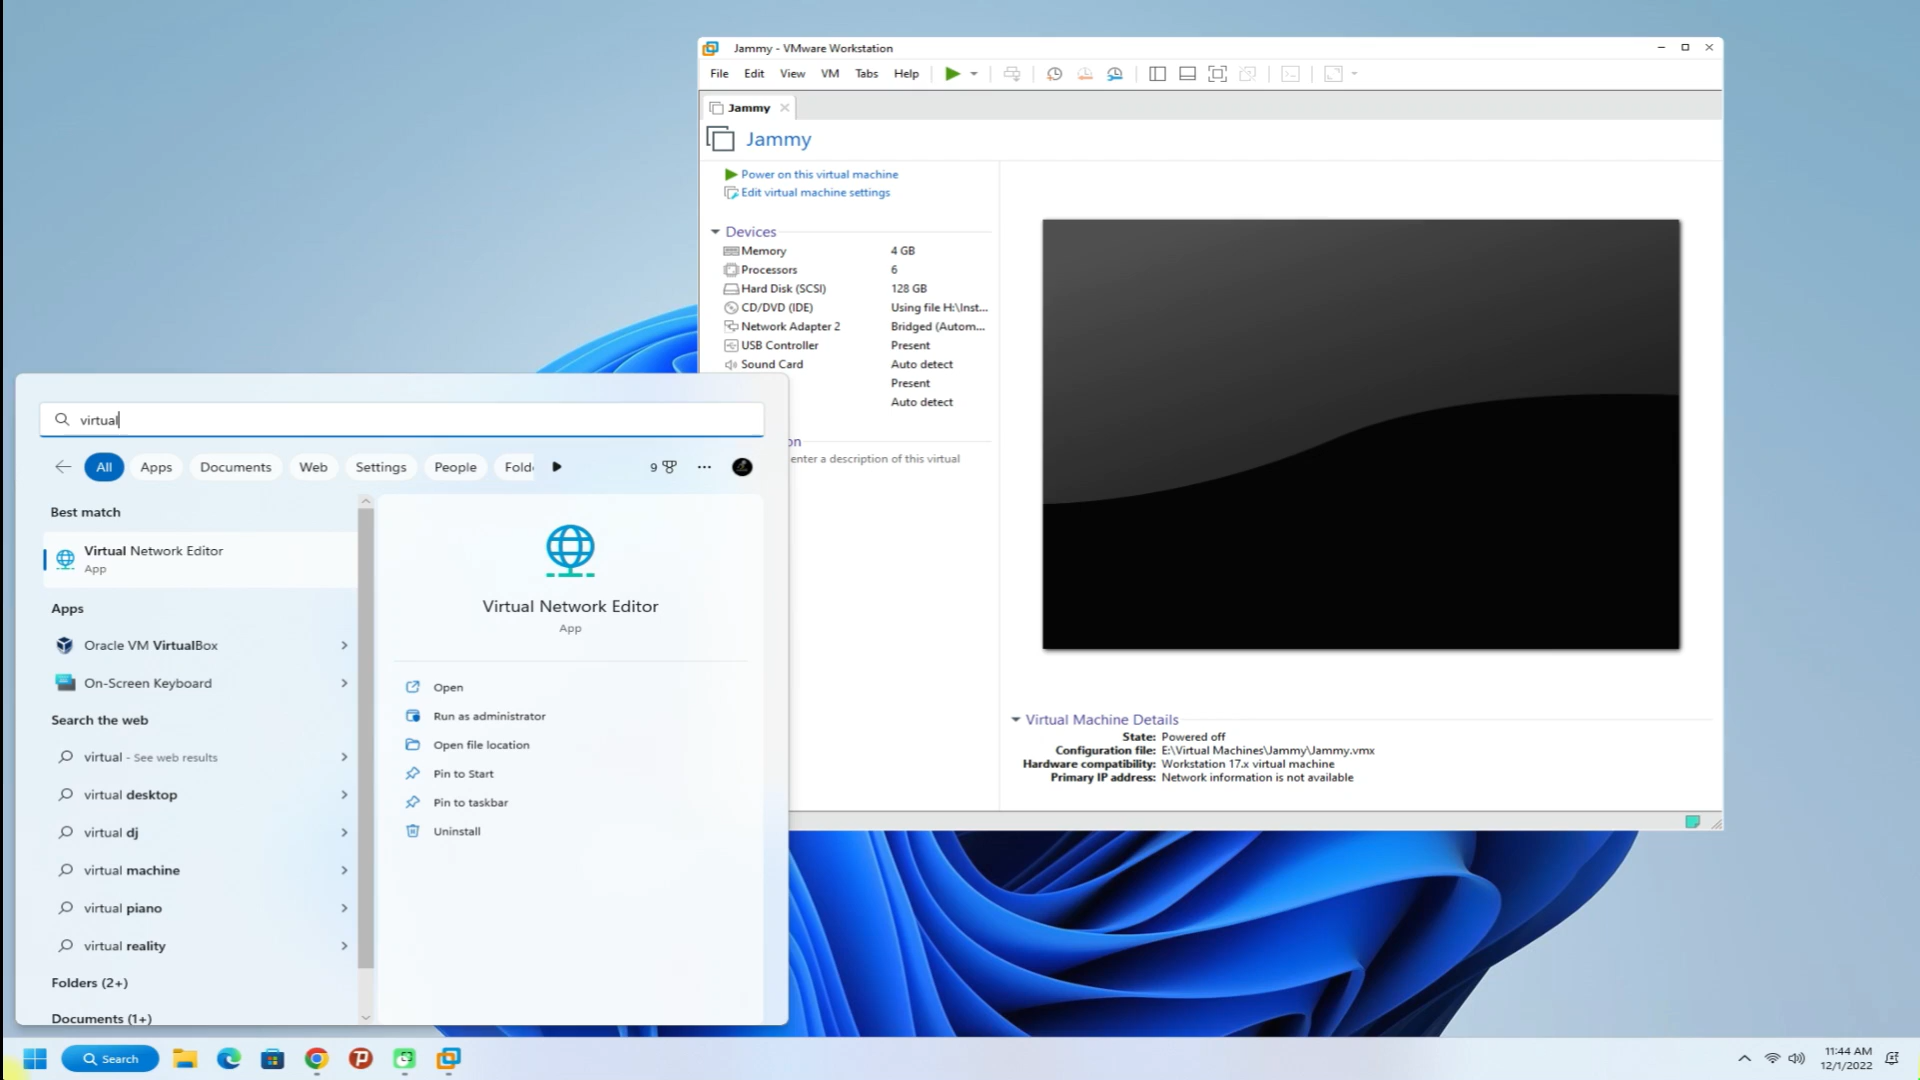 Jammy - VMware Workstation
File Edit View VM Tabs Help
Jammy
Jammy
Power on this virtual machine
Edit virtual machine settings
Devices
Memory 4 GB
Processors 6
Hard Disk (SCSI) 128 GB
CD/DVD (IDE) Using file H:\Inst...
Network Adapter 2 Bridged (Autom...
USB Controller Present
Sound Card Auto detect
Present
Auto detect
on
enter a description of this virtual
Virtual Machine Details
State: Powered off
Configuration file: E:\Virtual Machines\Jammy\Jammy.vmx
Hardware compatibility: Workstation 17.x virtual machine
Primary IP address: Network information is not available
virtual
All Apps Documents Web Settings People Fold 9
Best match
Virtual Network Editor
App
Apps
Oracle VM VirtualBox
On-Screen Keyboard
Search the web
virtual - See web results
virtual desktop
virtual dj
virtual machine
virtual piano
virtual reality
Folders (2+)
Documents (1+)
Virtual Network Editor
App
Open
Run as administrator
Open file location
Pin to Start
Pin to taskbar
Uninstall
Search
11:44 AM
12/1/2022